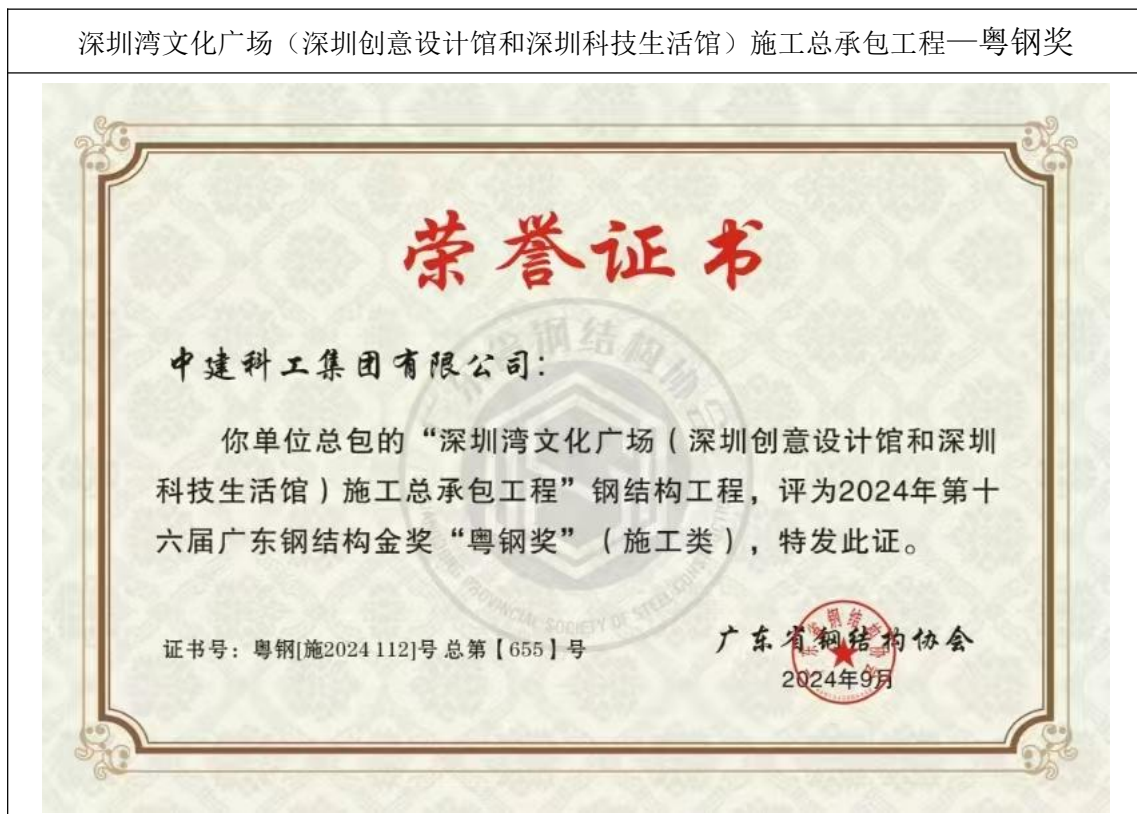 深圳湾文化广场（深圳创意设计馆和深圳科技生活馆）施工总承包工程—粤钢奖
荣誉证书
中建科工集团有限公司：
你单位总包的“深圳湾文化广场（深圳创意设计馆和深圳
科技生活馆）施工总承包工程”钢结构工程，评为2024年第十
六届广东钢结构金奖“粤钢奖”（施工类），特发此证。
证书号：粤钢[施2024 112]号 总第【655】号
广东省钢结构协会
2024年9月